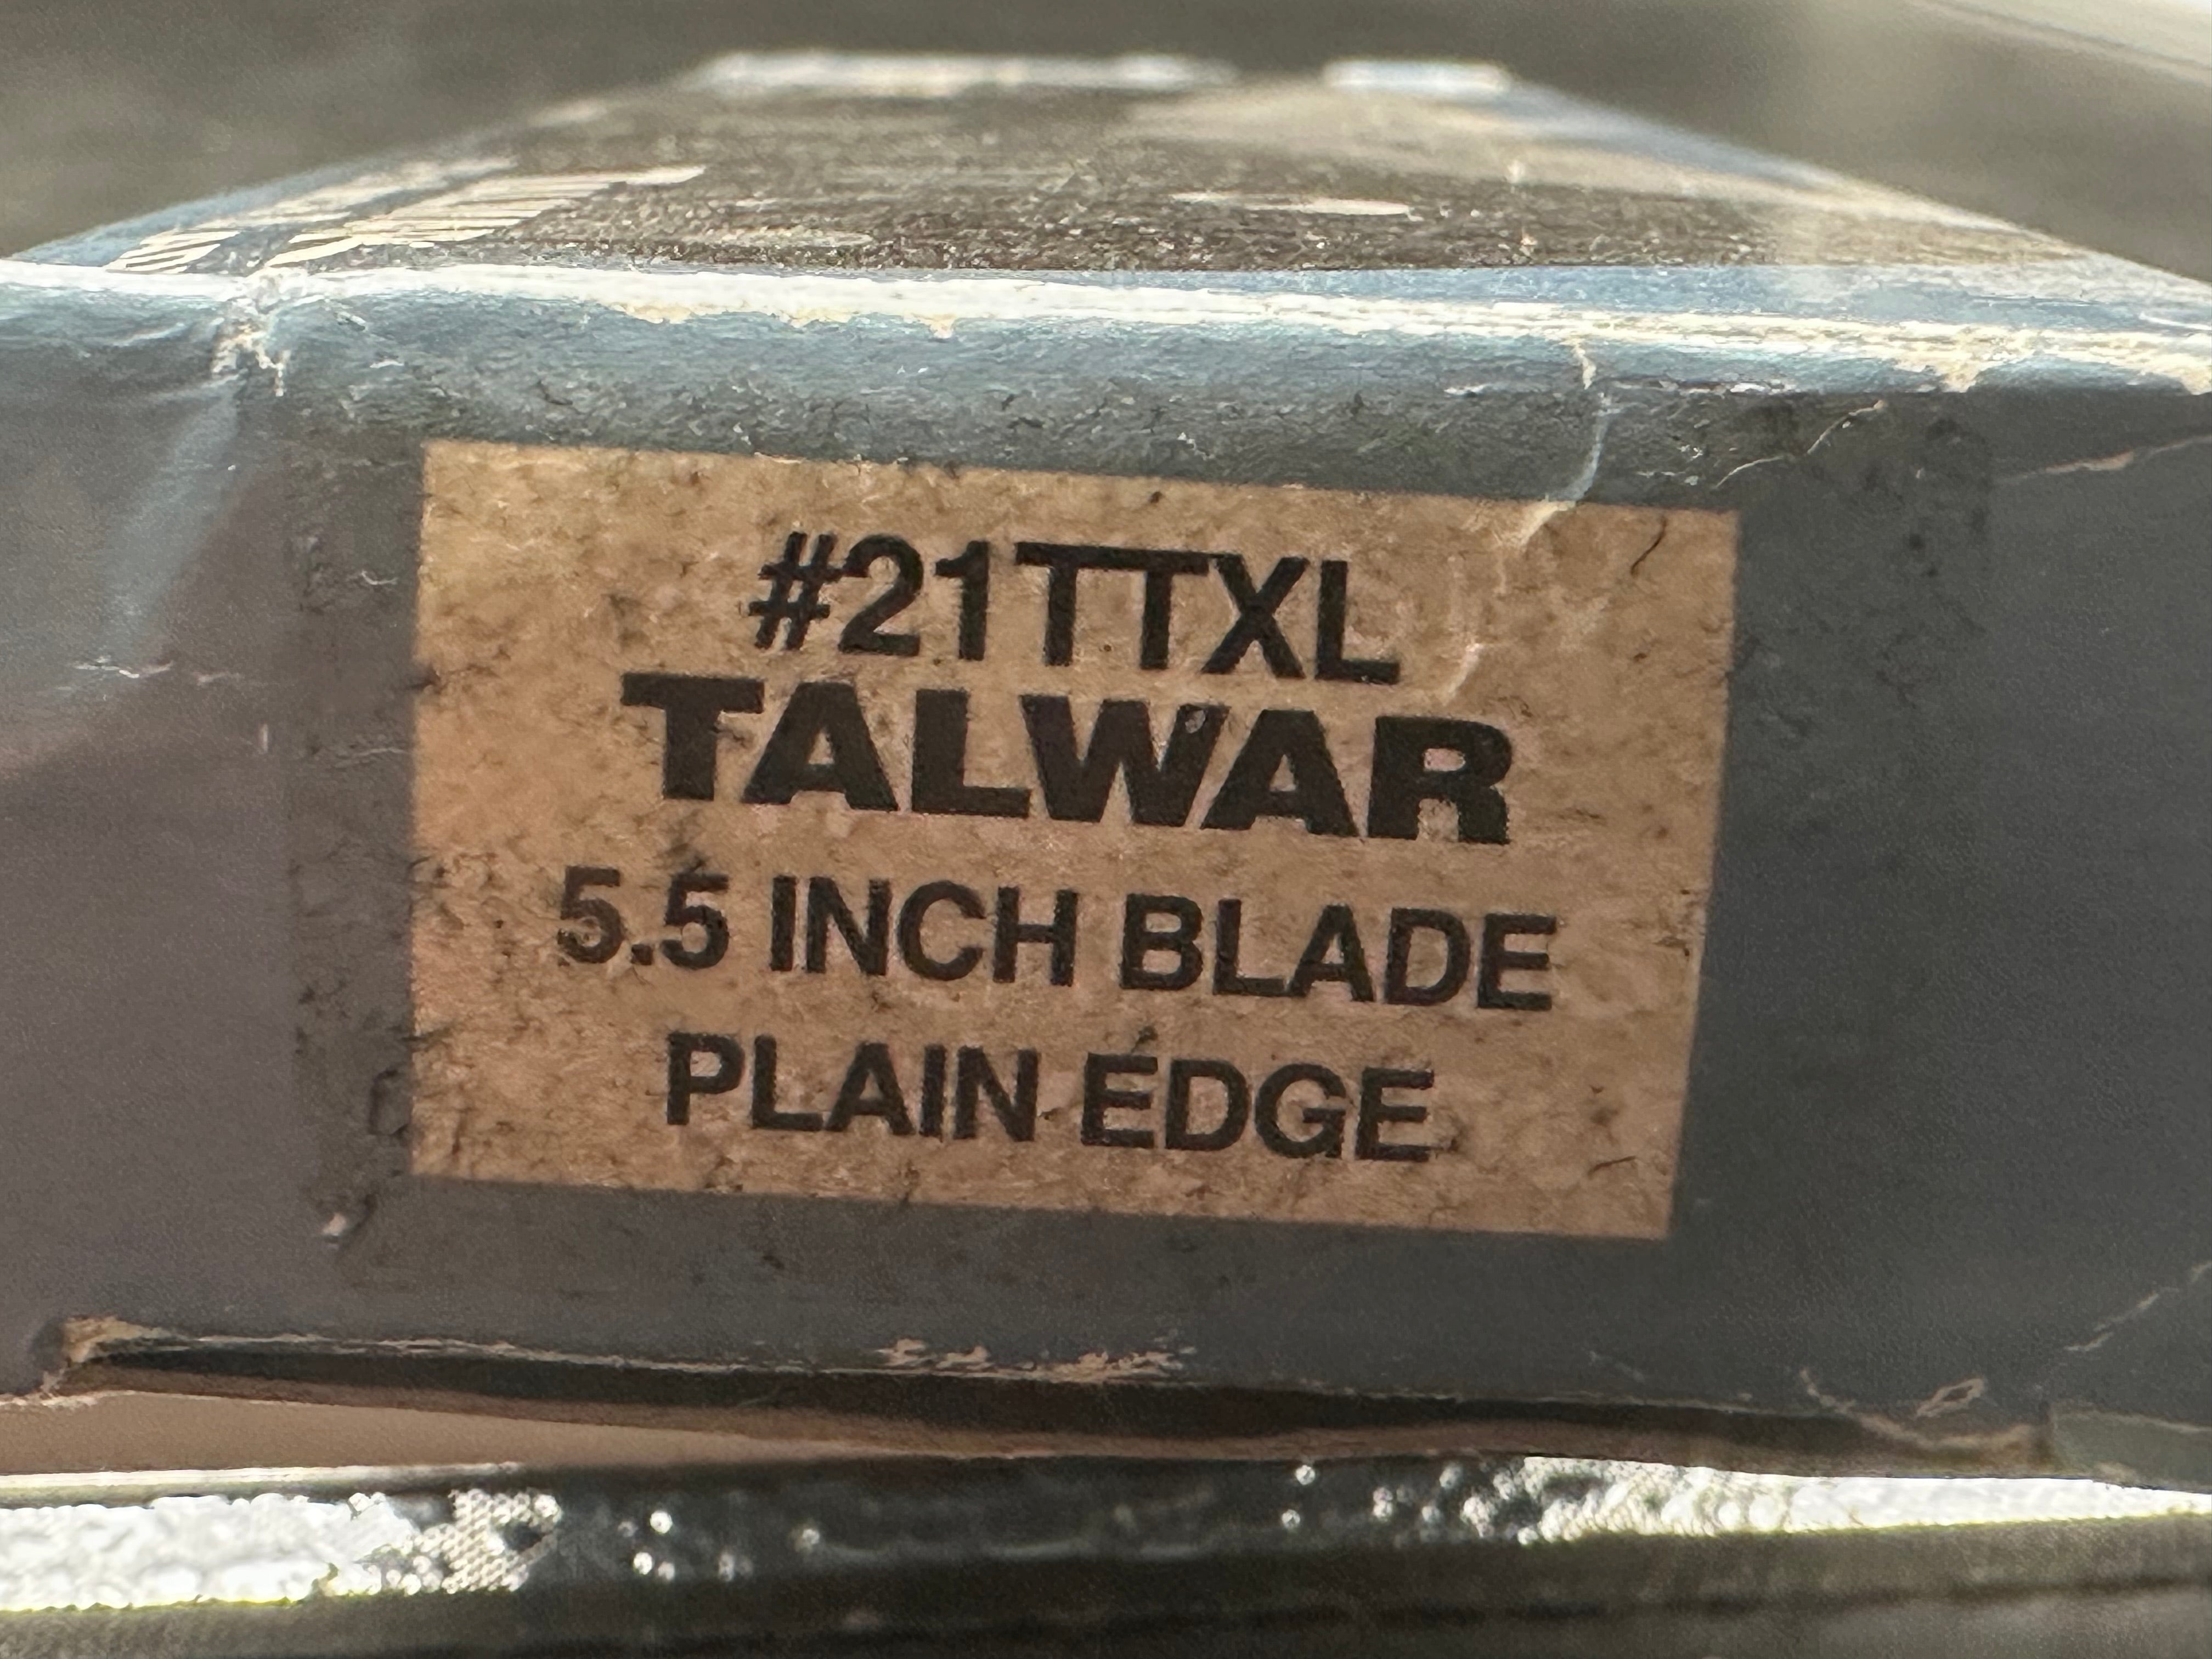 #21TTXL
TALWAR
5.5 INCH BLADE
PLAIN EDGE